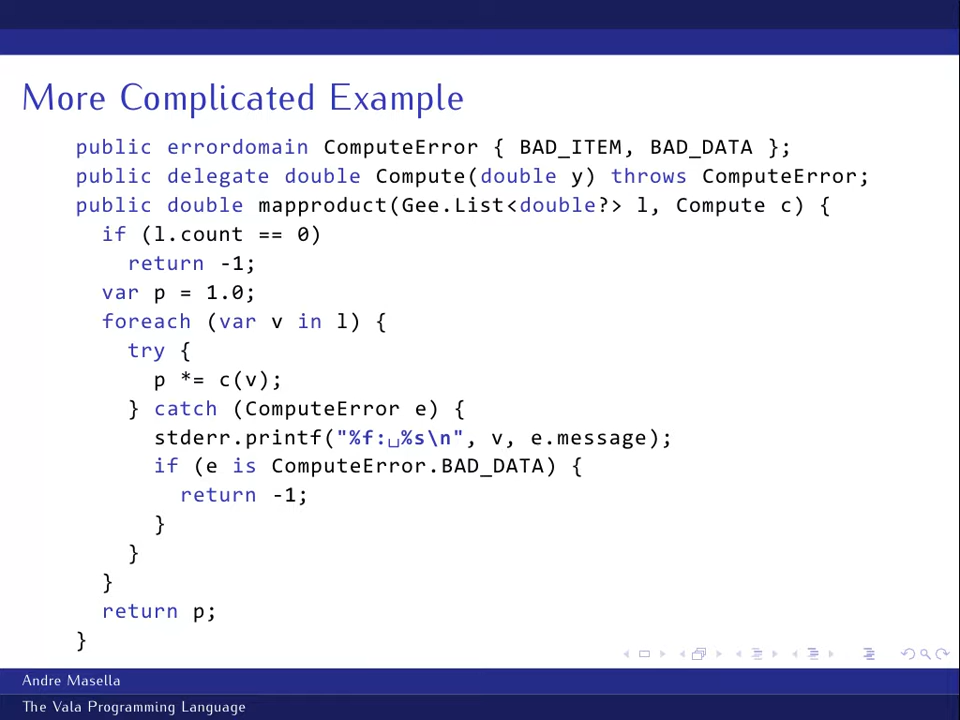 More Complicated Example
public errordomain ComputeError { BAD_ITEM, BAD_DATA };
public delegate double Compute(double y) throws ComputeError;
public double mapproduct(Gee.List<double?> l, Compute c) {
  if (l.count == 0)
    return -1;
  var p = 1.0;
  foreach (var v in l) {
    try {
      p *= c(v);
    } catch (ComputeError e) {
      stderr.printf("%f:␣%s\n", v, e.message);
      if (e is ComputeError.BAD_DATA) {
        return -1;
      }
    }
  }
  return p;
}
Andre Masella
The Vala Programming Language